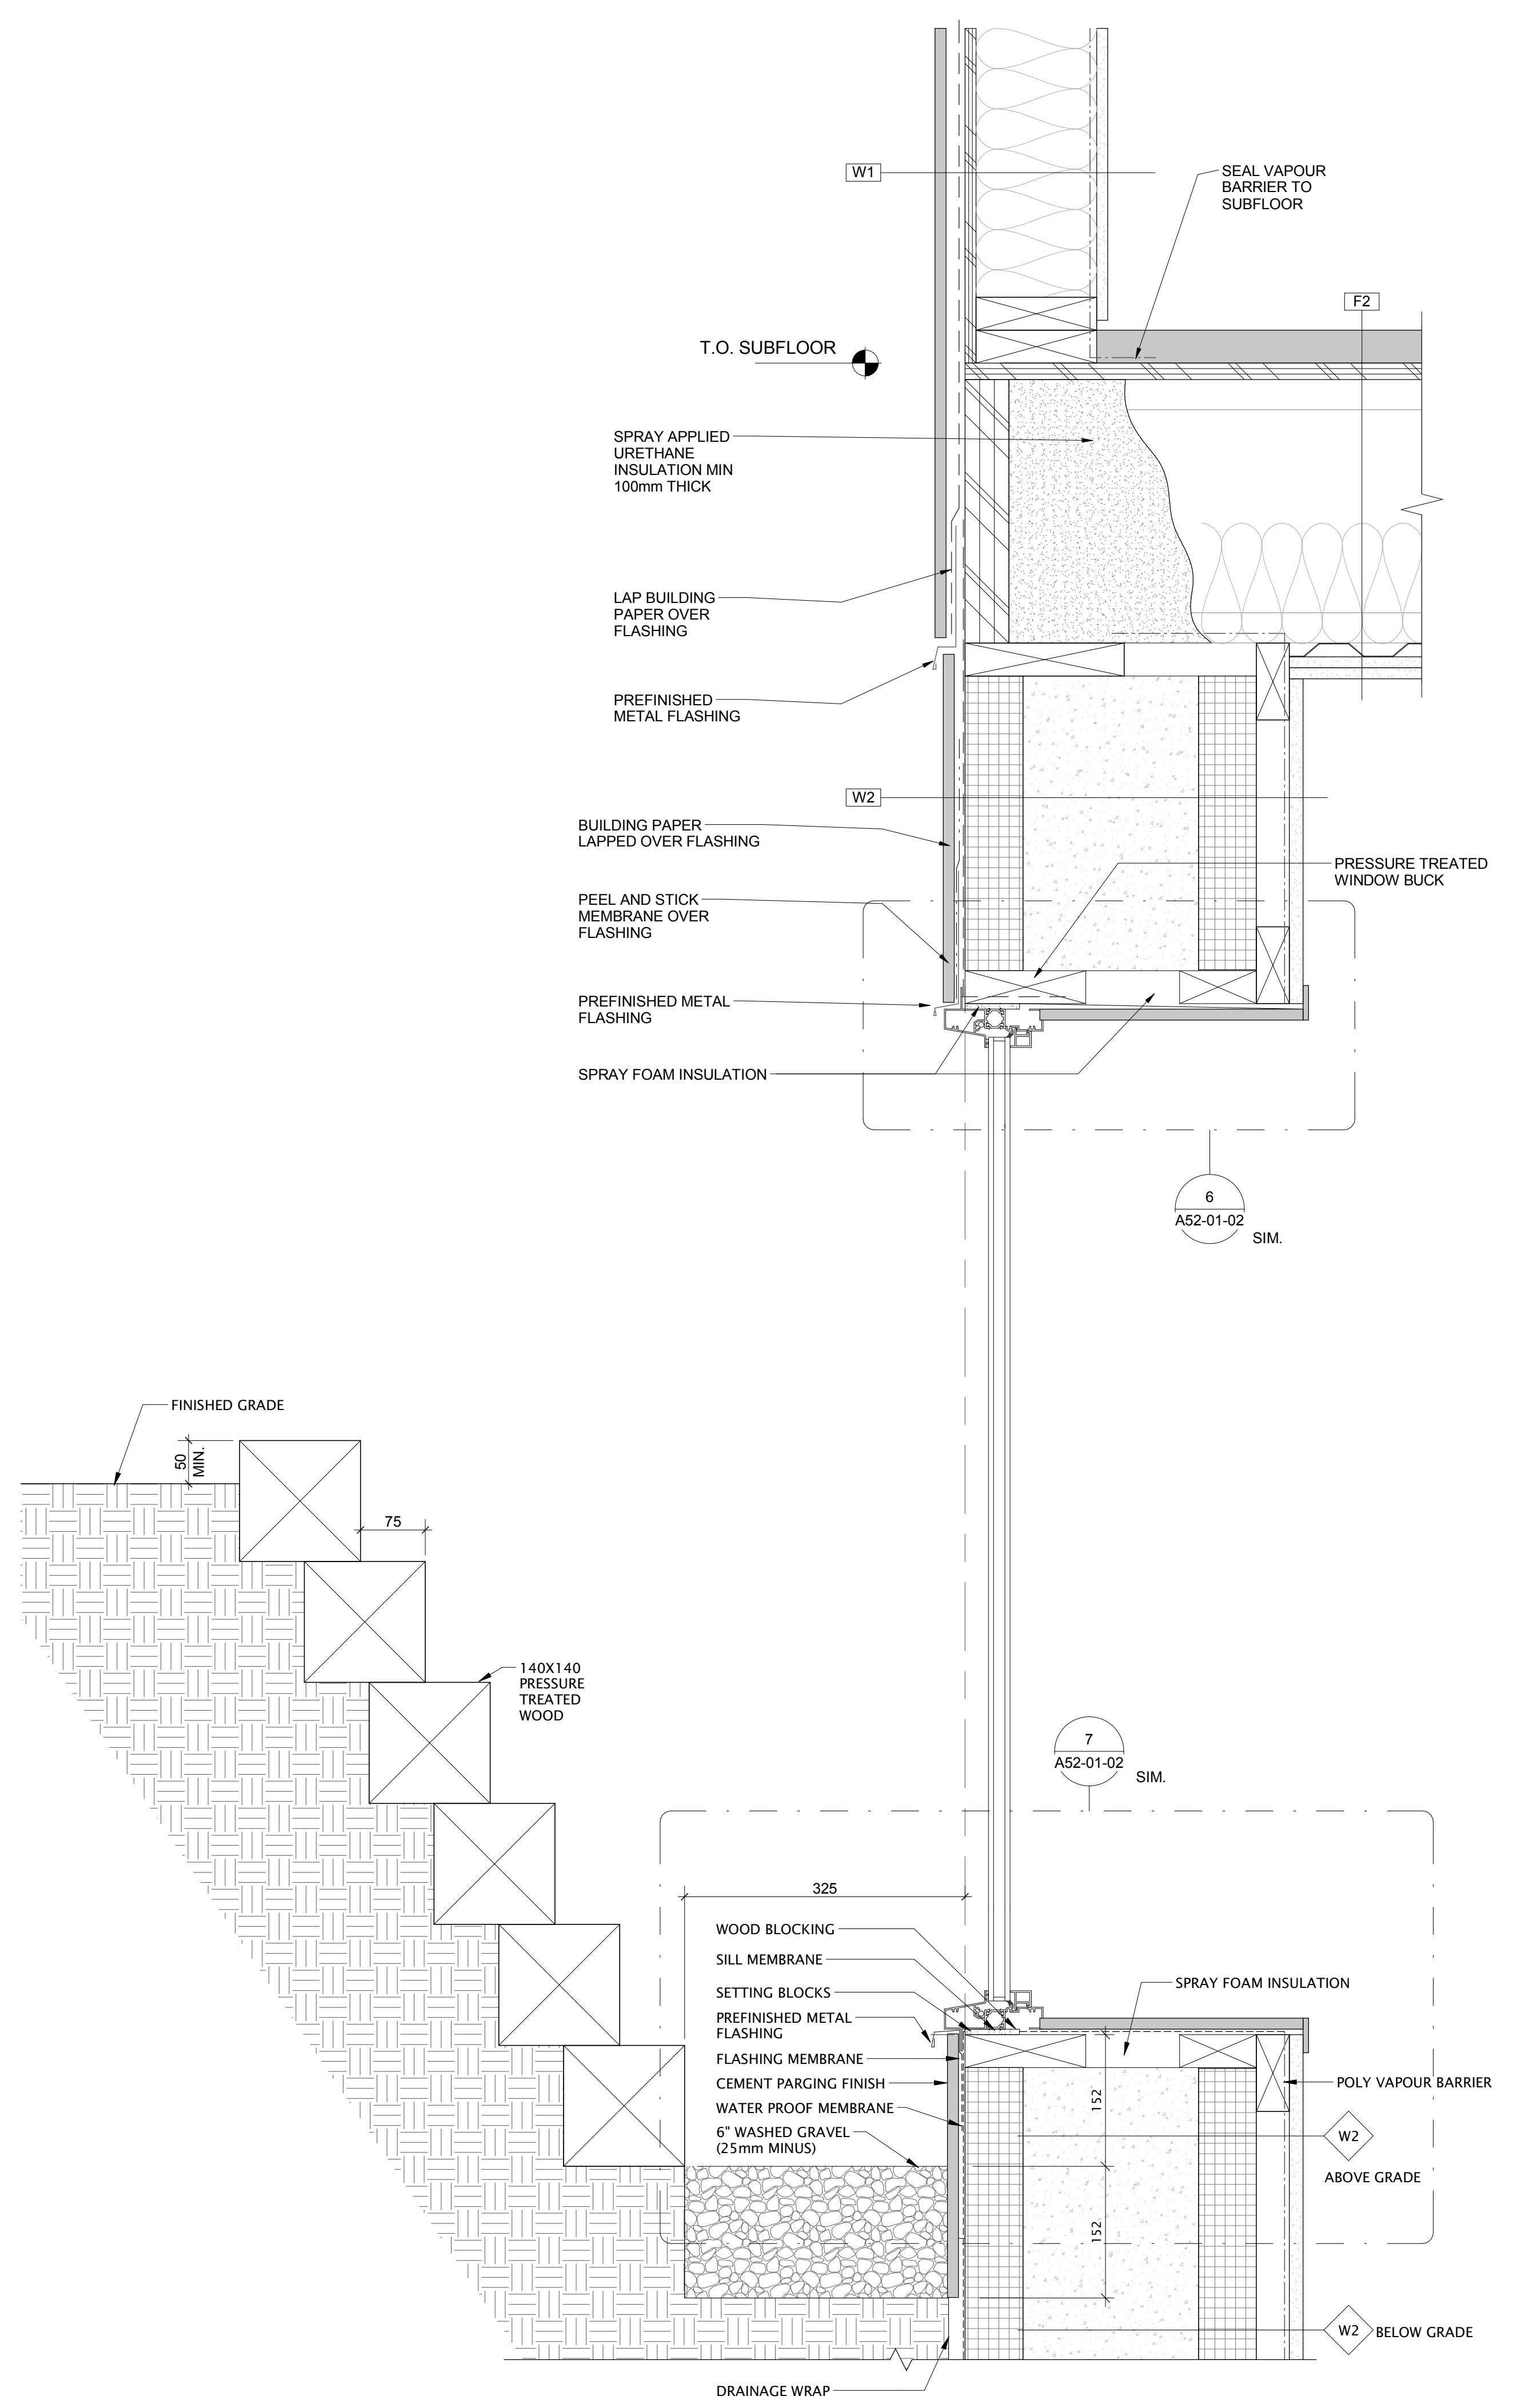 W1
SEAL VAPOUR
BARRIER TO
SUBFLOOR
F2
T.O. SUBFLOOR
SPRAY APPLIED
URETHANE
INSULATION MIN
100mm THICK
LAP BUILDING
PAPER OVER
FLASHING
PREFINISHED
METAL FLASHING
W2
BUILDING PAPER
LAPPED OVER FLASHING
PRESSURE TREATED
WINDOW BUCK
PEEL AND STICK
MEMBRANE OVER
FLASHING
PREFINISHED METAL
FLASHING
SPRAY FOAM INSULATION
6
A52-01-02
SIM.
FINISHED GRADE
50
MIN.
75
140X140
PRESSURE
TREATED
WOOD
7
A52-01-02
SIM.
325
WOOD BLOCKING
SILL MEMBRANE
SETTING BLOCKS
PREFINISHED METAL
FLASHING
FLASHING MEMBRANE
CEMENT PARGING FINISH
WATER PROOF MEMBRANE
6" WASHED GRAVEL
(25mm MINUS)
SPRAY FOAM INSULATION
POLY VAPOUR BARRIER
152
W2
ABOVE GRADE
152
W2
BELOW GRADE
DRAINAGE WRAP